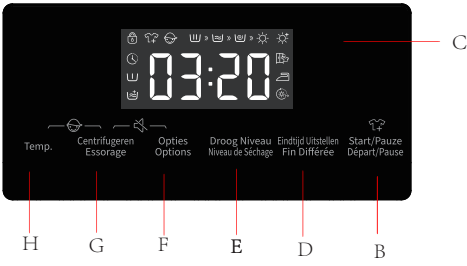 C
03:20
Temp.
Centrifugeren
Essorage
Opties
Options
Droog Niveau
Niveau de Séchage
Eindtijd Uitstellen
Fin Différée
Start/Pauze
Départ/Pause
H
G
F
E
D
B